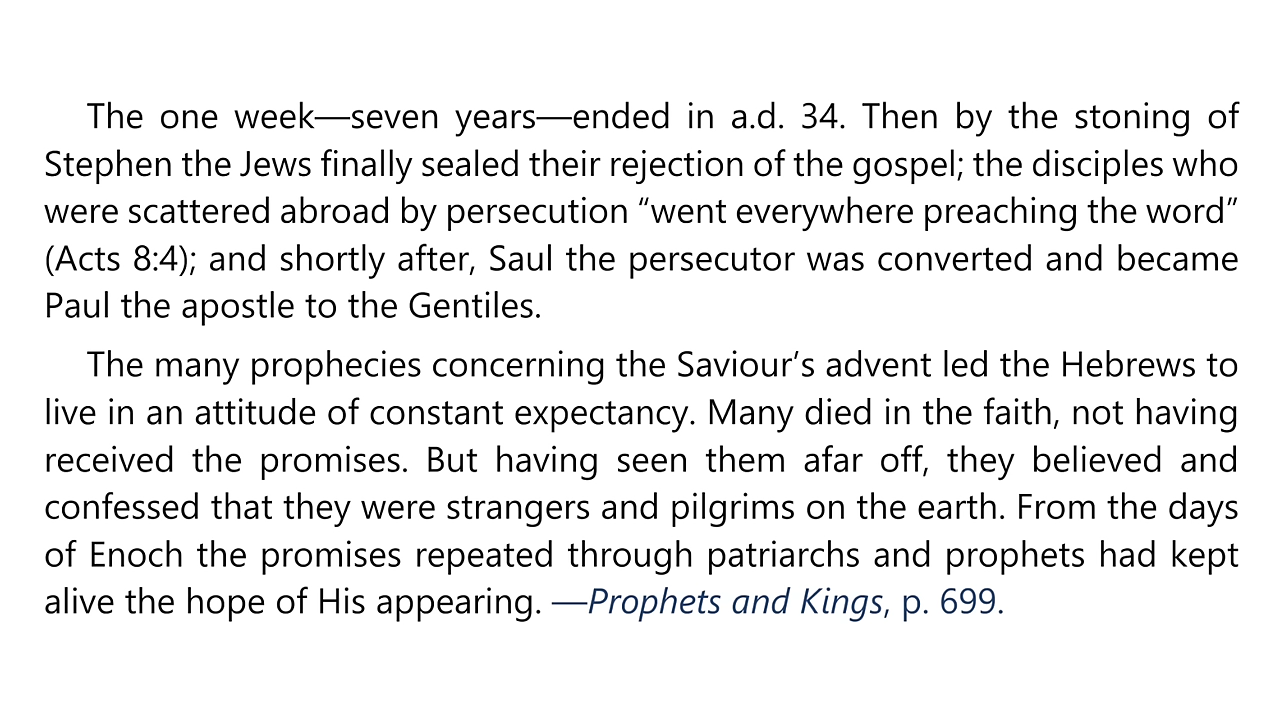 The one week—seven years—ended in a.d. 34. Then by the stoning of
Stephen the Jews finally sealed their rejection of the gospel; the disciples who
were scattered abroad by persecution “went everywhere preaching the word”
(Acts 8:4); and shortly after, Saul the persecutor was converted and became
Paul the apostle to the Gentiles.
The many prophecies concerning the Saviour’s advent led the Hebrews to
live in an attitude of constant expectancy. Many died in the faith, not having
received the promises. But having seen them afar off, they believed and
confessed that they were strangers and pilgrims on the earth. From the days
of Enoch the promises repeated through patriarchs and prophets had kept
alive the hope of His appearing. —Prophets and Kings, p. 699.